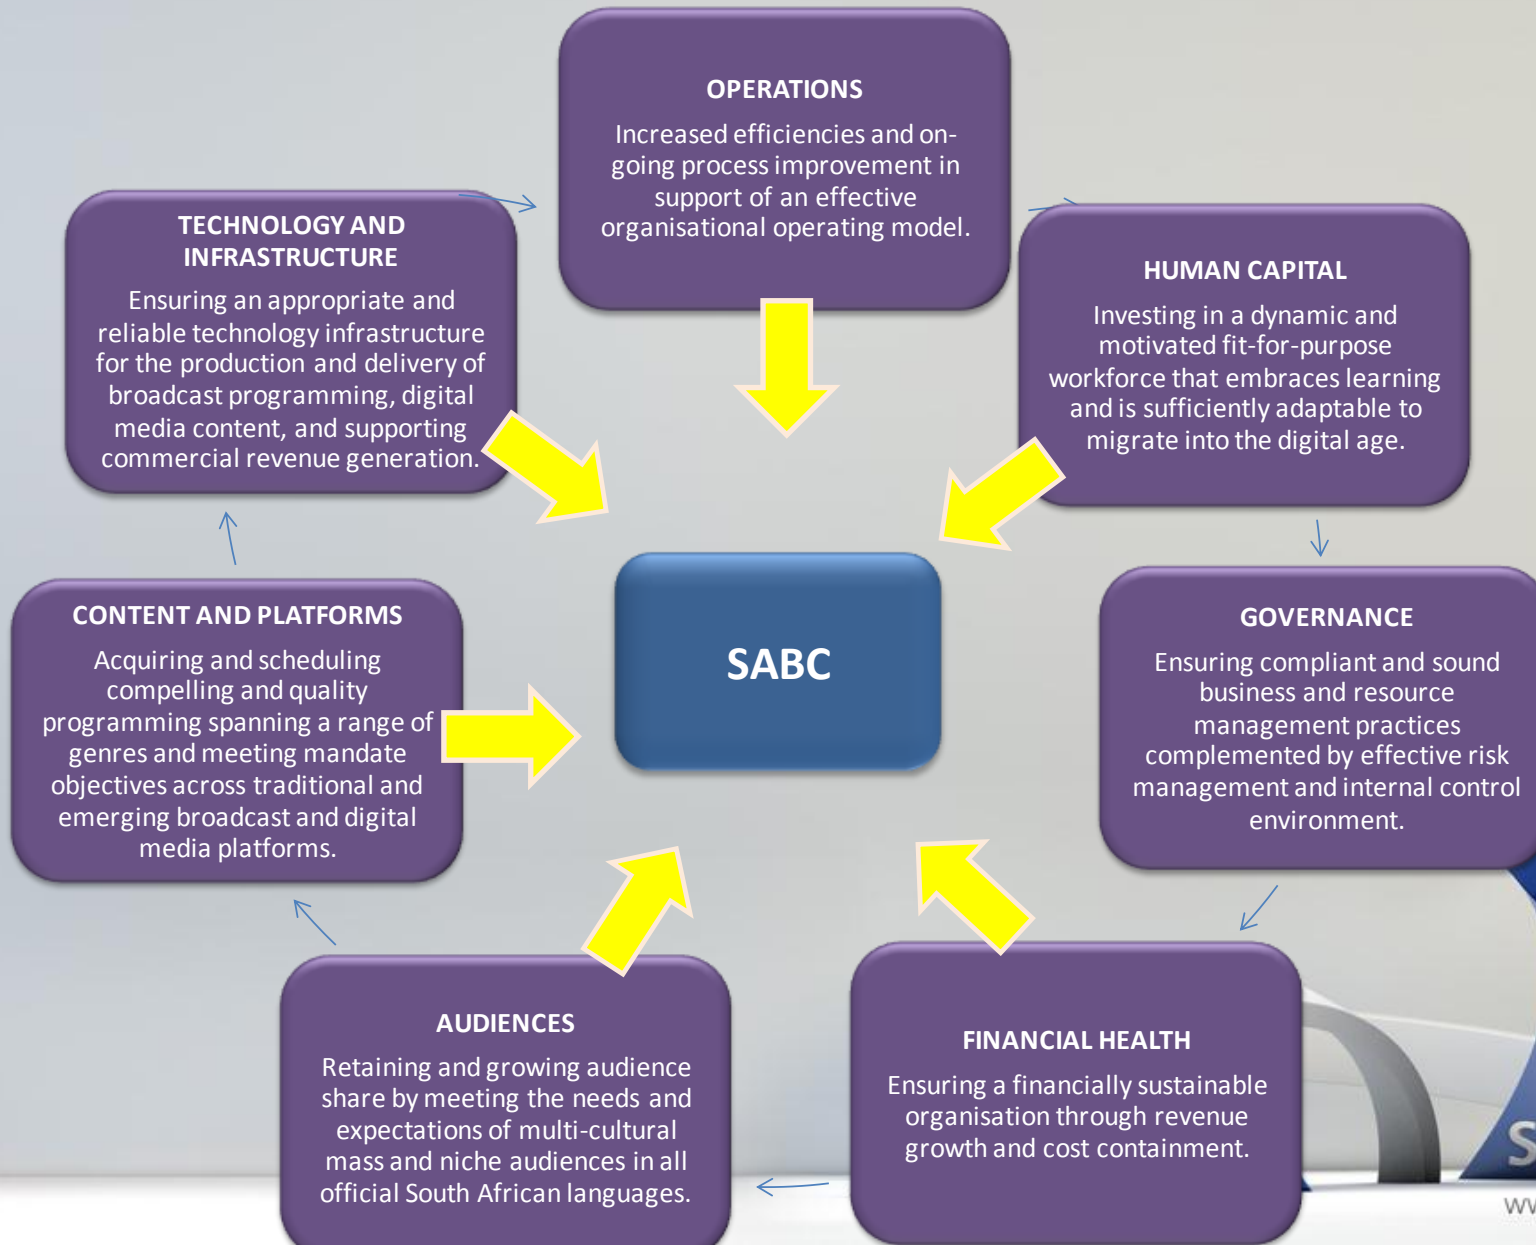 OPERATIONS
Increased efficiencies and on-
going process improvement in
support of an effective
organisational operating model.
TECHNOLOGY AND
INFRASTRUCTURE
Ensuring an appropriate and
reliable technology infrastructure
for the production and delivery of
broadcast programming, digital
media content, and supporting
commercial revenue generation.
HUMAN CAPITAL
Investing in a dynamic and
motivated fit-for-purpose
workforce that embraces learning
and is sufficiently adaptable to
migrate into the digital age.
SABC
CONTENT AND PLATFORMS
Acquiring and scheduling
compelling and quality
programming spanning a range of
genres and meeting mandate
objectives across traditional and
emerging broadcast and digital
media platforms.
GOVERNANCE
Ensuring compliant and sound
business and resource
management practices
complemented by effective risk
management and internal control
environment.
AUDIENCES
Retaining and growing audience
share by meeting the needs and
expectations of multi-cultural
mass and niche audiences in all
official South African languages.
FINANCIAL HEALTH
Ensuring a financially sustainable
organisation through revenue
growth and cost containment.